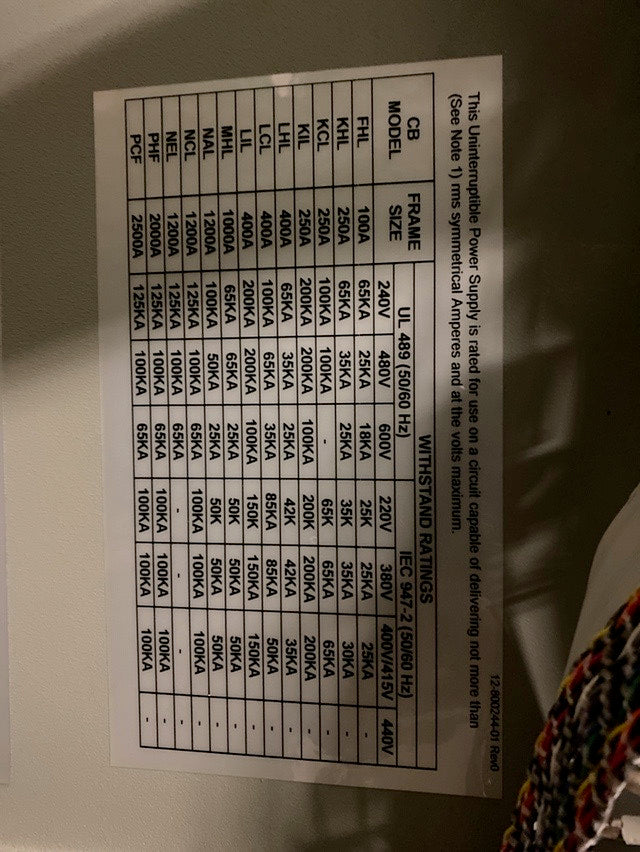 12-800244-01 Rev0
This Uninterruptible Power Supply is rated for use on a circuit capable of delivering not more than
(See Note 1) rms symmetrical Amperes and at the volts maximum.
WITHSTAND RATINGS
CB MODEL FRAME SIZE UL 489 (50/60 Hz) IEC 947-2 (50/60 Hz)
240V 480V 600V 220V 380V 400V/415V 440V
FHL 100A 65KA 25KA 18KA 25K 25KA 25KA -
KHL 250A 65KA 35KA 25KA 35K 35KA 30KA -
KCL 250A 100KA 100KA - 65K 65KA 65KA -
KIL 250A 200KA 200KA 100KA 200K 200KA 200KA -
LHL 400A 65KA 35KA 25KA 42K 42KA 35KA -
LCL 400A 100KA 65KA 35KA 85KA 85KA 50KA -
LIL 400A 200KA 200KA 100KA 150K 150KA 150KA -
MHL 1000A 65KA 65KA 25KA 50K 50KA 50KA -
NAL 1200A 100KA 50KA 25KA 50K 50KA 50KA -
NCL 1200A 125KA 100KA 65KA 100KA 100KA 100KA -
NEL 1200A 125KA 100KA 65KA - - - -
PHF 2000A 125KA 100KA 65KA 100KA 100KA 100KA -
PCF 2500A 125KA 100KA 65KA 100KA 100KA 100KA -